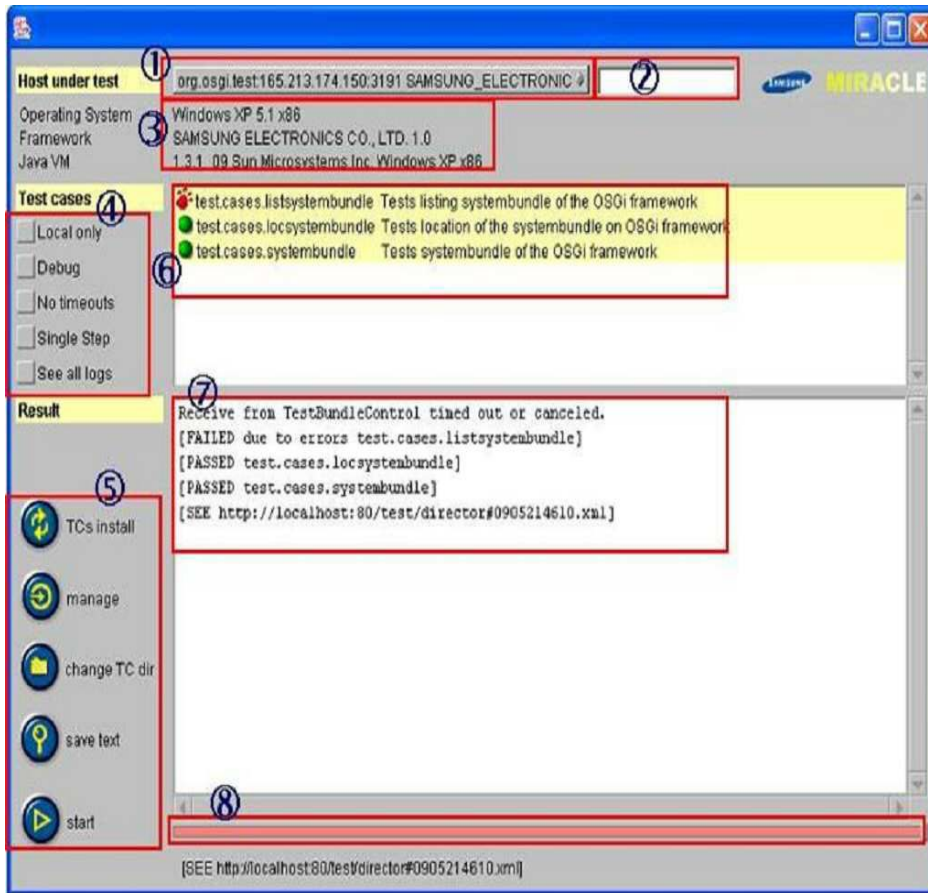 ①
②
Host under test
org.osgi.test:165.213.174.150:3191 SAMSUNG_ELECTRONIC
SAMSUNG
MIRACLE
③
Operating System Windows XP 5.1 x86
Framework SAMSUNG ELECTRONICS CO., LTD. 1.0
Java VM 1.3.1_09 Sun Microsystems Inc. Windows XP x86
Test cases
④
Local only
Debug
No timeouts
Single Step
See all logs
⑥
test.cases.listsystembundle Tests listing systembundle of the OSGi framework
test.cases.locsystembundle Tests location of the systembundle on OSGi framework
test.cases.systembundle Tests systembundle of the OSGi framework
Result
⑦
Receive from TestBundleControl timed out or canceled.
[FAILED due to errors test.cases.listsystembundle]
[PASSED test.cases.locsystembundle]
[PASSED test.cases.systembundle]
[SEE http://localhost:80/test/director#0905214610.xml]
⑤
TCs install
manage
change TC dir
save text
start
⑧
[SEE http://localhost:80/test/director#0905214610.xml]